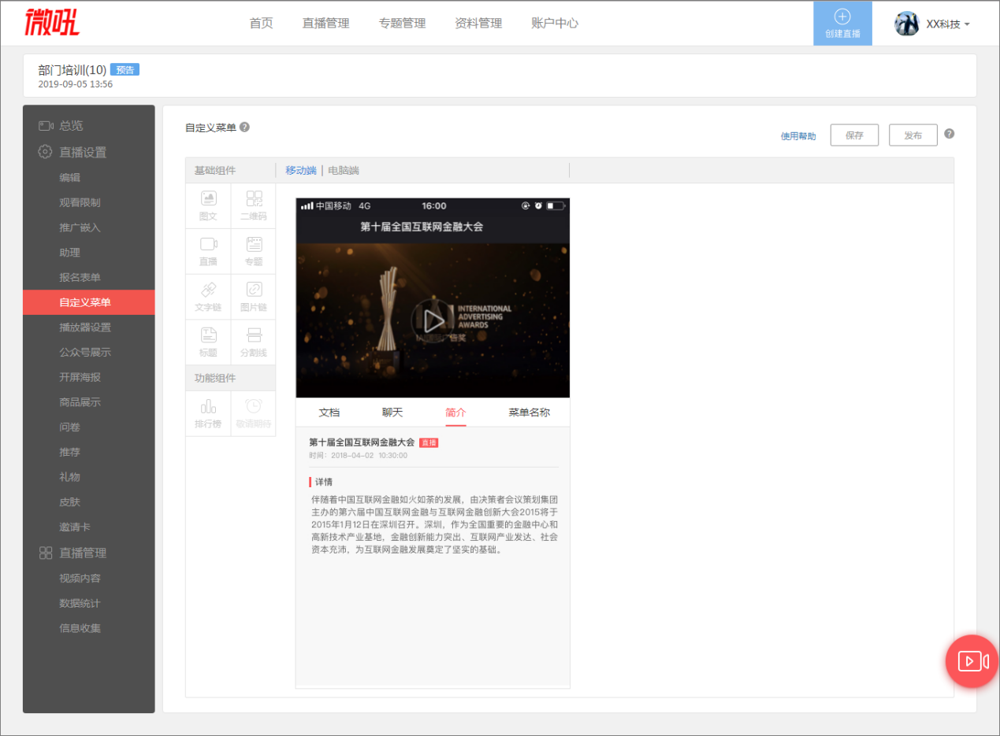 微吼
首页 直播管理 专题管理 资料管理 账户中心
创建直播
XX科技
部门培训(10) 预告
2019-09-05 13:56
总览
直播设置
编辑
观看限制
推广嵌入
助理
报名表单
自定义菜单
播放器设置
公众号展示
开屏海报
商品展示
问卷
推荐
礼物
皮肤
邀请卡
直播管理
视频内容
数据统计
信息收集
自定义菜单 ?
使用帮助 保存 发布 ?
基础组件
图文 二维码
直播 专题
文字链 图片链
标题 分割线
功能组件
排行榜 敬请期待
移动端 | 电脑端
中国移动 4G 16:00
第十届全国互联网金融大会
INTERNATIONAL
ADVERTISING
AWARDS
文档 聊天 简介 菜单名称
第十届全国互联网金融大会 直播
时间：2018-04-02 10:30:00
详情
伴随着中国互联网金融如火如荼的发展，由决策者会议策划集团
主办的第六届中国互联网金融与互联网金融创新大会2015将于
2015年1月12日在深圳召开。深圳，作为全国重要的金融中心和
高新技术产业基地，金融创新能力突出、互联网产业发达、社会
资本充沛，为互联网金融发展奠定了坚实的基础。